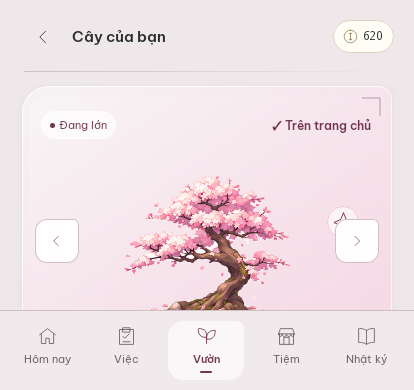 Cây của bạn
620
Đang lớn
✓ Trên trang chủ
Hôm nay
Việc
Vườn
Tiệm
Nhật ký